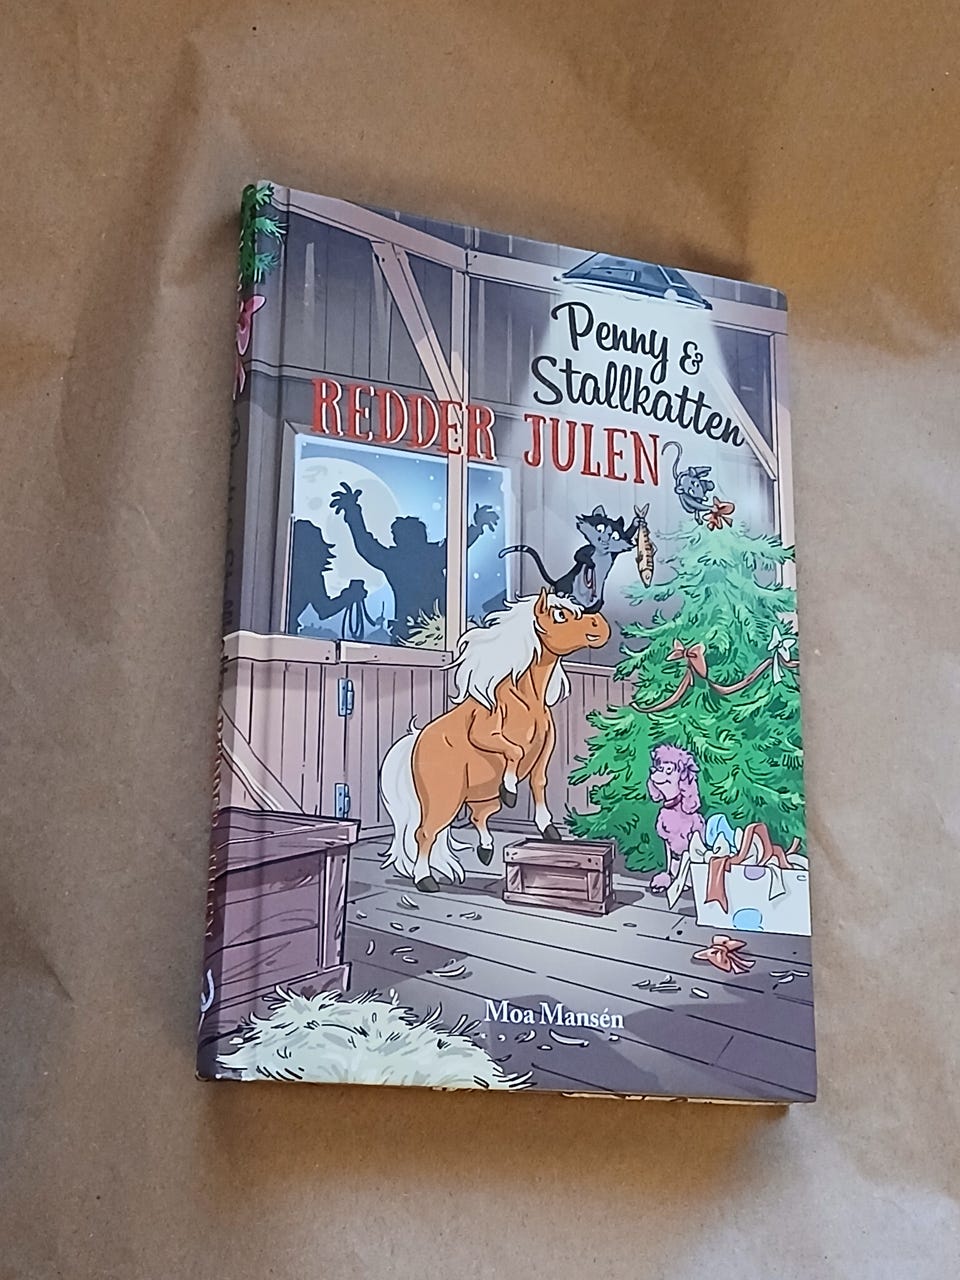 Penny &
Stallkatten
REDDER JULEN
Moa Mansén